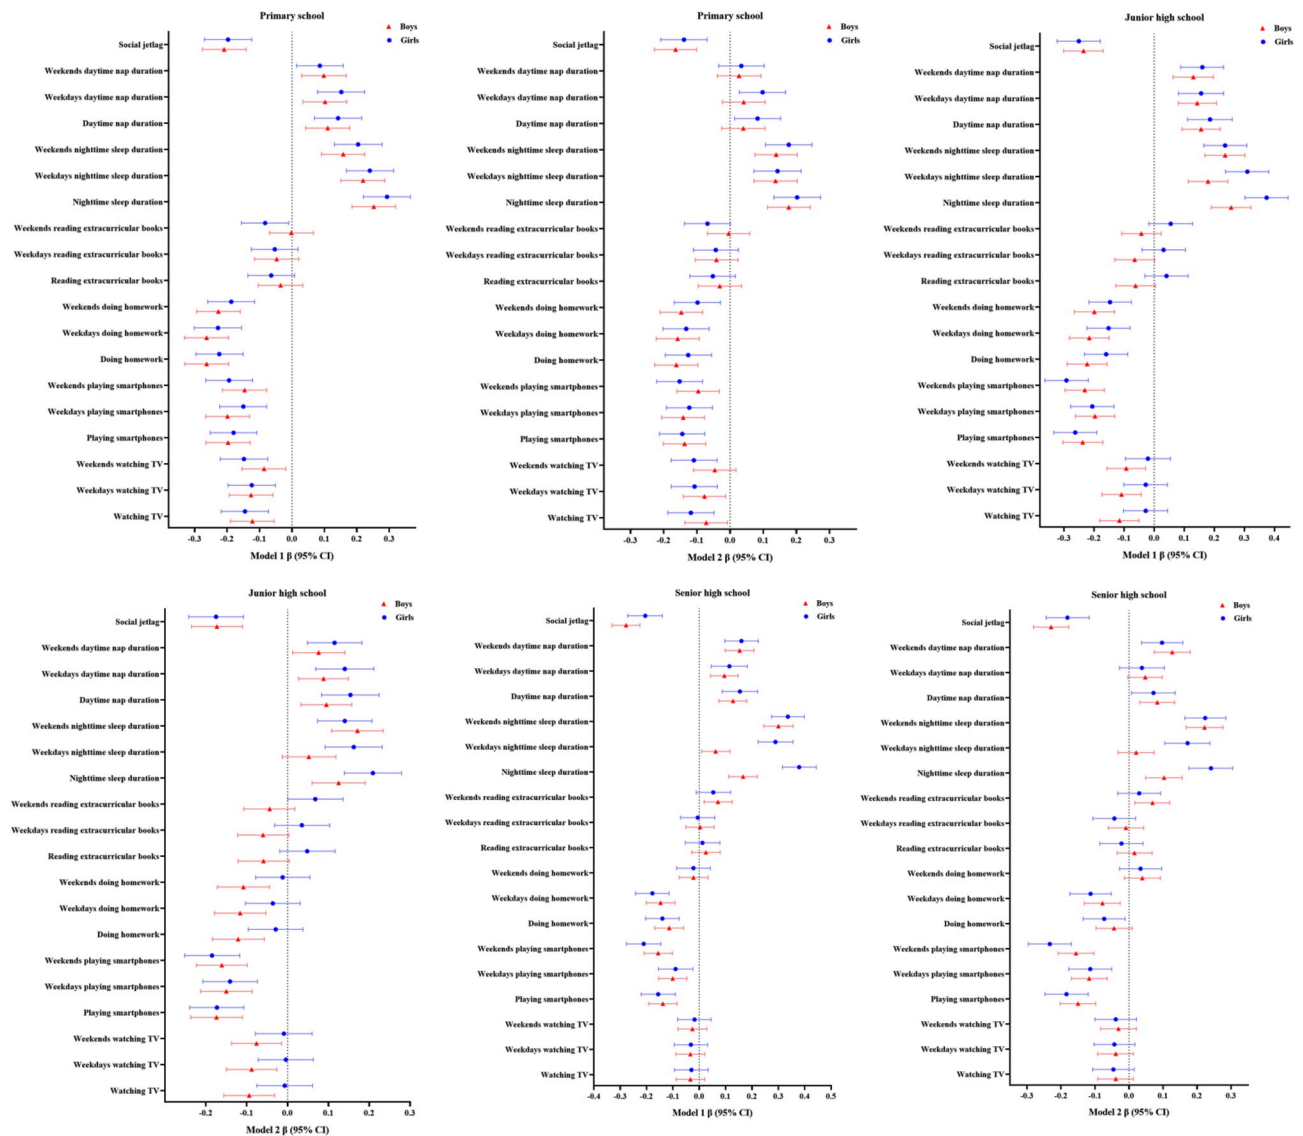 Primary school
Boys
Girls
Social jetlag
Weekends daytime nap duration
Weekdays daytime nap duration
Daytime nap duration
Weekends nighttime sleep duration
Weekdays nighttime sleep duration
Nighttime sleep duration
Weekends reading extracurricular books
Weekdays reading extracurricular books
Reading extracurricular books
Weekends doing homework
Weekdays doing homework
Doing homework
Weekends playing smartphones
Weekdays playing smartphones
Playing smartphones
Weekends watching TV
Weekdays watching TV
Watching TV
-0.3 -0.2 -0.1 0.0 0.1 0.2 0.3
Model 1 β (95% CI)
Primary school
Boys
Girls
Social jetlag
Weekends daytime nap duration
Weekdays daytime nap duration
Daytime nap duration
Weekends nighttime sleep duration
Weekdays nighttime sleep duration
Nighttime sleep duration
Weekends reading extracurricular books
Weekdays reading extracurricular books
Reading extracurricular books
Weekends doing homework
Weekdays doing homework
Doing homework
Weekends playing smartphones
Weekdays playing smartphones
Playing smartphones
Weekends watching TV
Weekdays watching TV
Watching TV
-0.3 -0.2 -0.1 0.0 0.1 0.2 0.3
Model 2 β (95% CI)
Junior high school
Boys
Girls
Social jetlag
Weekends daytime nap duration
Weekdays daytime nap duration
Daytime nap duration
Weekends nighttime sleep duration
Weekdays nighttime sleep duration
Nighttime sleep duration
Weekends reading extracurricular books
Weekdays reading extracurricular books
Reading extracurricular books
Weekends doing homework
Weekdays doing homework
Doing homework
Weekends playing smartphones
Weekdays playing smartphones
Playing smartphones
Weekends watching TV
Weekdays watching TV
Watching TV
-0.3 -0.2 -0.1 0.0 0.1 0.2 0.3 0.4
Model 1 β (95% CI)
Junior high school
Boys
Girls
Social jetlag
Weekends daytime nap duration
Weekdays daytime nap duration
Daytime nap duration
Weekends nighttime sleep duration
Weekdays nighttime sleep duration
Nighttime sleep duration
Weekends reading extracurricular books
Weekdays reading extracurricular books
Reading extracurricular books
Weekends doing homework
Weekdays doing homework
Doing homework
Weekends playing smartphones
Weekdays playing smartphones
Playing smartphones
Weekends watching TV
Weekdays watching TV
Watching TV
-0.2 -0.1 0.0 0.1 0.2 0.3
Model 2 β (95% CI)
Senior high school
Boys
Girls
Social jetlag
Weekends daytime nap duration
Weekdays daytime nap duration
Daytime nap duration
Weekends nighttime sleep duration
Weekdays nighttime sleep duration
Nighttime sleep duration
Weekends reading extracurricular books
Weekdays reading extracurricular books
Reading extracurricular books
Weekends doing homework
Weekdays doing homework
Doing homework
Weekends playing smartphones
Weekdays playing smartphones
Playing smartphones
Weekends watching TV
Weekdays watching TV
Watching TV
-0.4 -0.3 -0.2 -0.1 0.0 0.1 0.2 0.3 0.4 0.5
Model 1 β (95% CI)
Senior high school
Boys
Girls
Social jetlag
Weekends daytime nap duration
Weekdays daytime nap duration
Daytime nap duration
Weekends nighttime sleep duration
Weekdays nighttime sleep duration
Nighttime sleep duration
Weekends reading extracurricular books
Weekdays reading extracurricular books
Reading extracurricular books
Weekends doing homework
Weekdays doing homework
Doing homework
Weekends playing smartphones
Weekdays playing smartphones
Playing smartphones
Weekends watching TV
Weekdays watching TV
Watching TV
-0.3 -0.2 -0.1 0.0 0.1 0.2 0.3
Model 2 β (95% CI)